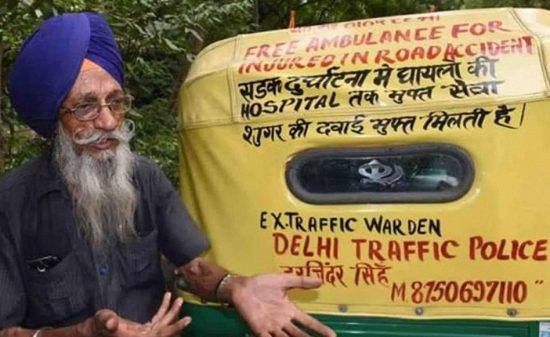 FREE AMBULANCE FOR
INJURED IN ROAD ACCIDENT
सड़क दुर्घटना में घायलों की
HOSPITAL तक मुफ्त सेवा
शुगर की दवाई मुफ्त मिलती है।
EX.TRAFFIC WARDEN
DELHI TRAFFIC POLICE
हरजिंदर सिंह
M 8750697110